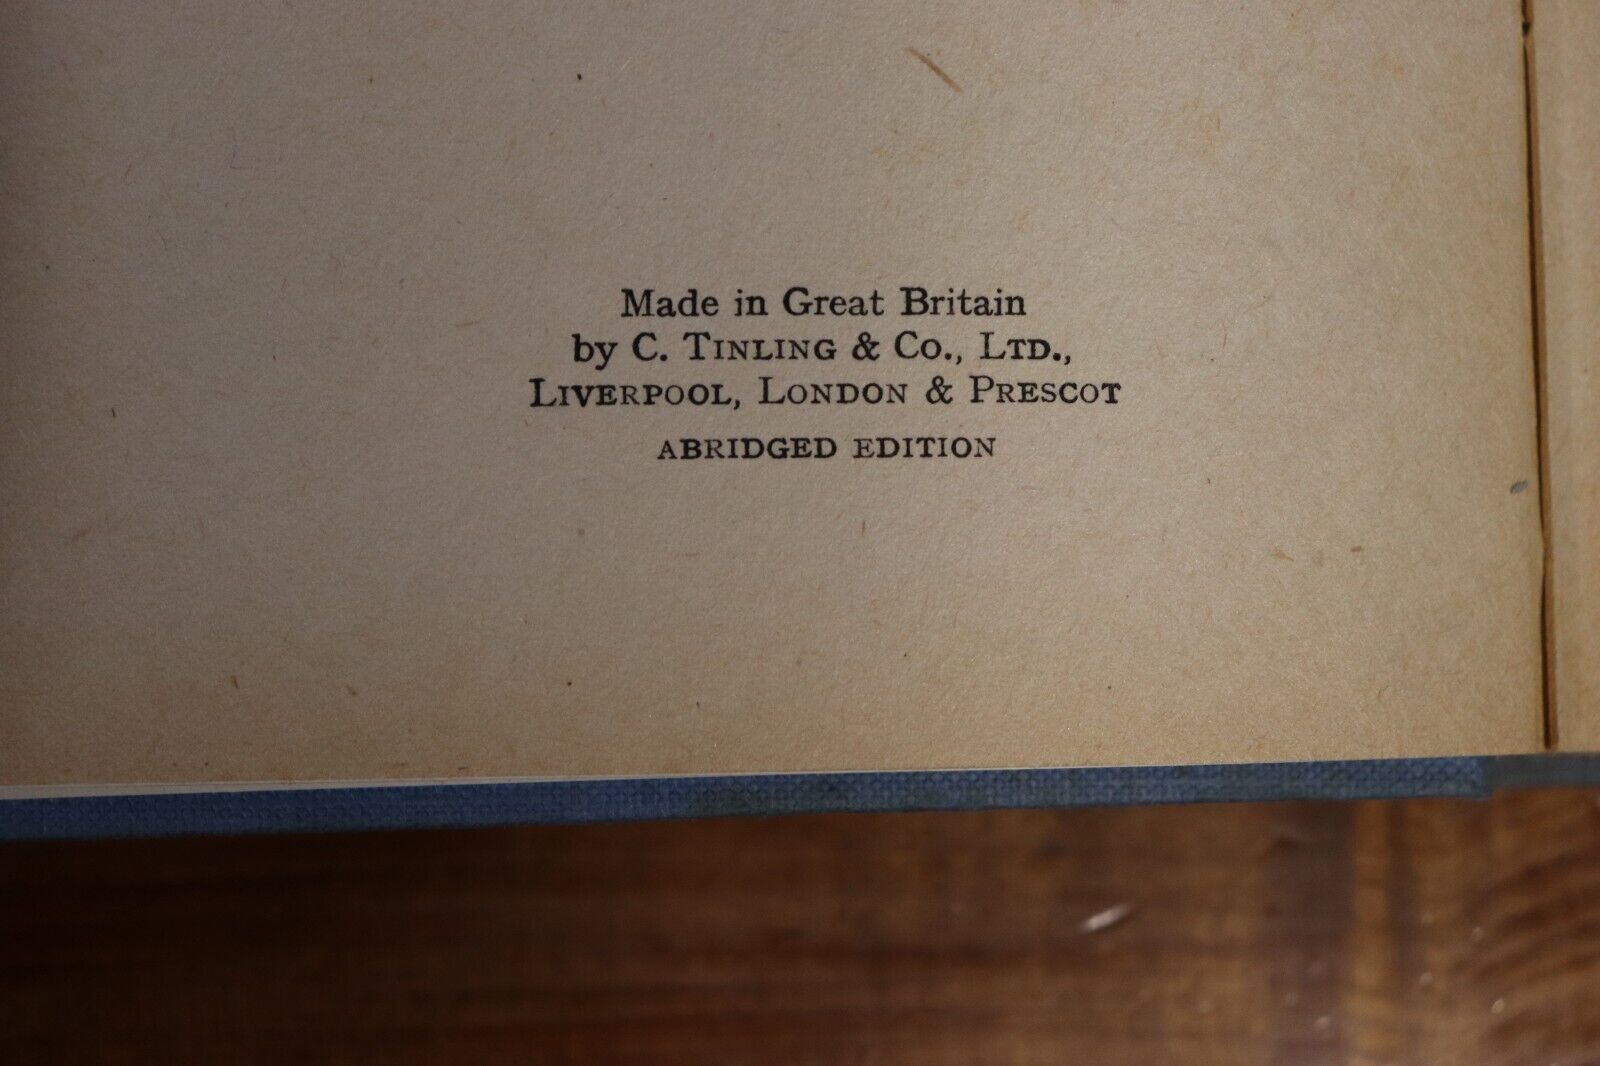 Made in Great Britain
by C. TINLING & Co., LTD.,
LIVERPOOL, LONDON & PRESCOT
ABRIDGED EDITION